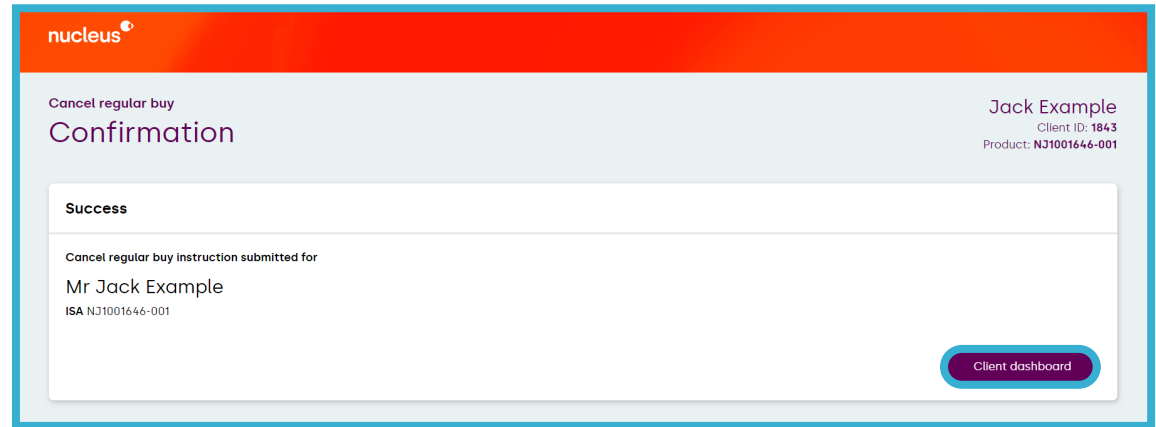 nucleus
Cancel regular buy
Confirmation
Jack Example
Client ID: 1843
Product: NJ1001646-001
Success
Cancel regular buy instruction submitted for
Mr Jack Example
ISA NJ1001646-001
Client dashboard